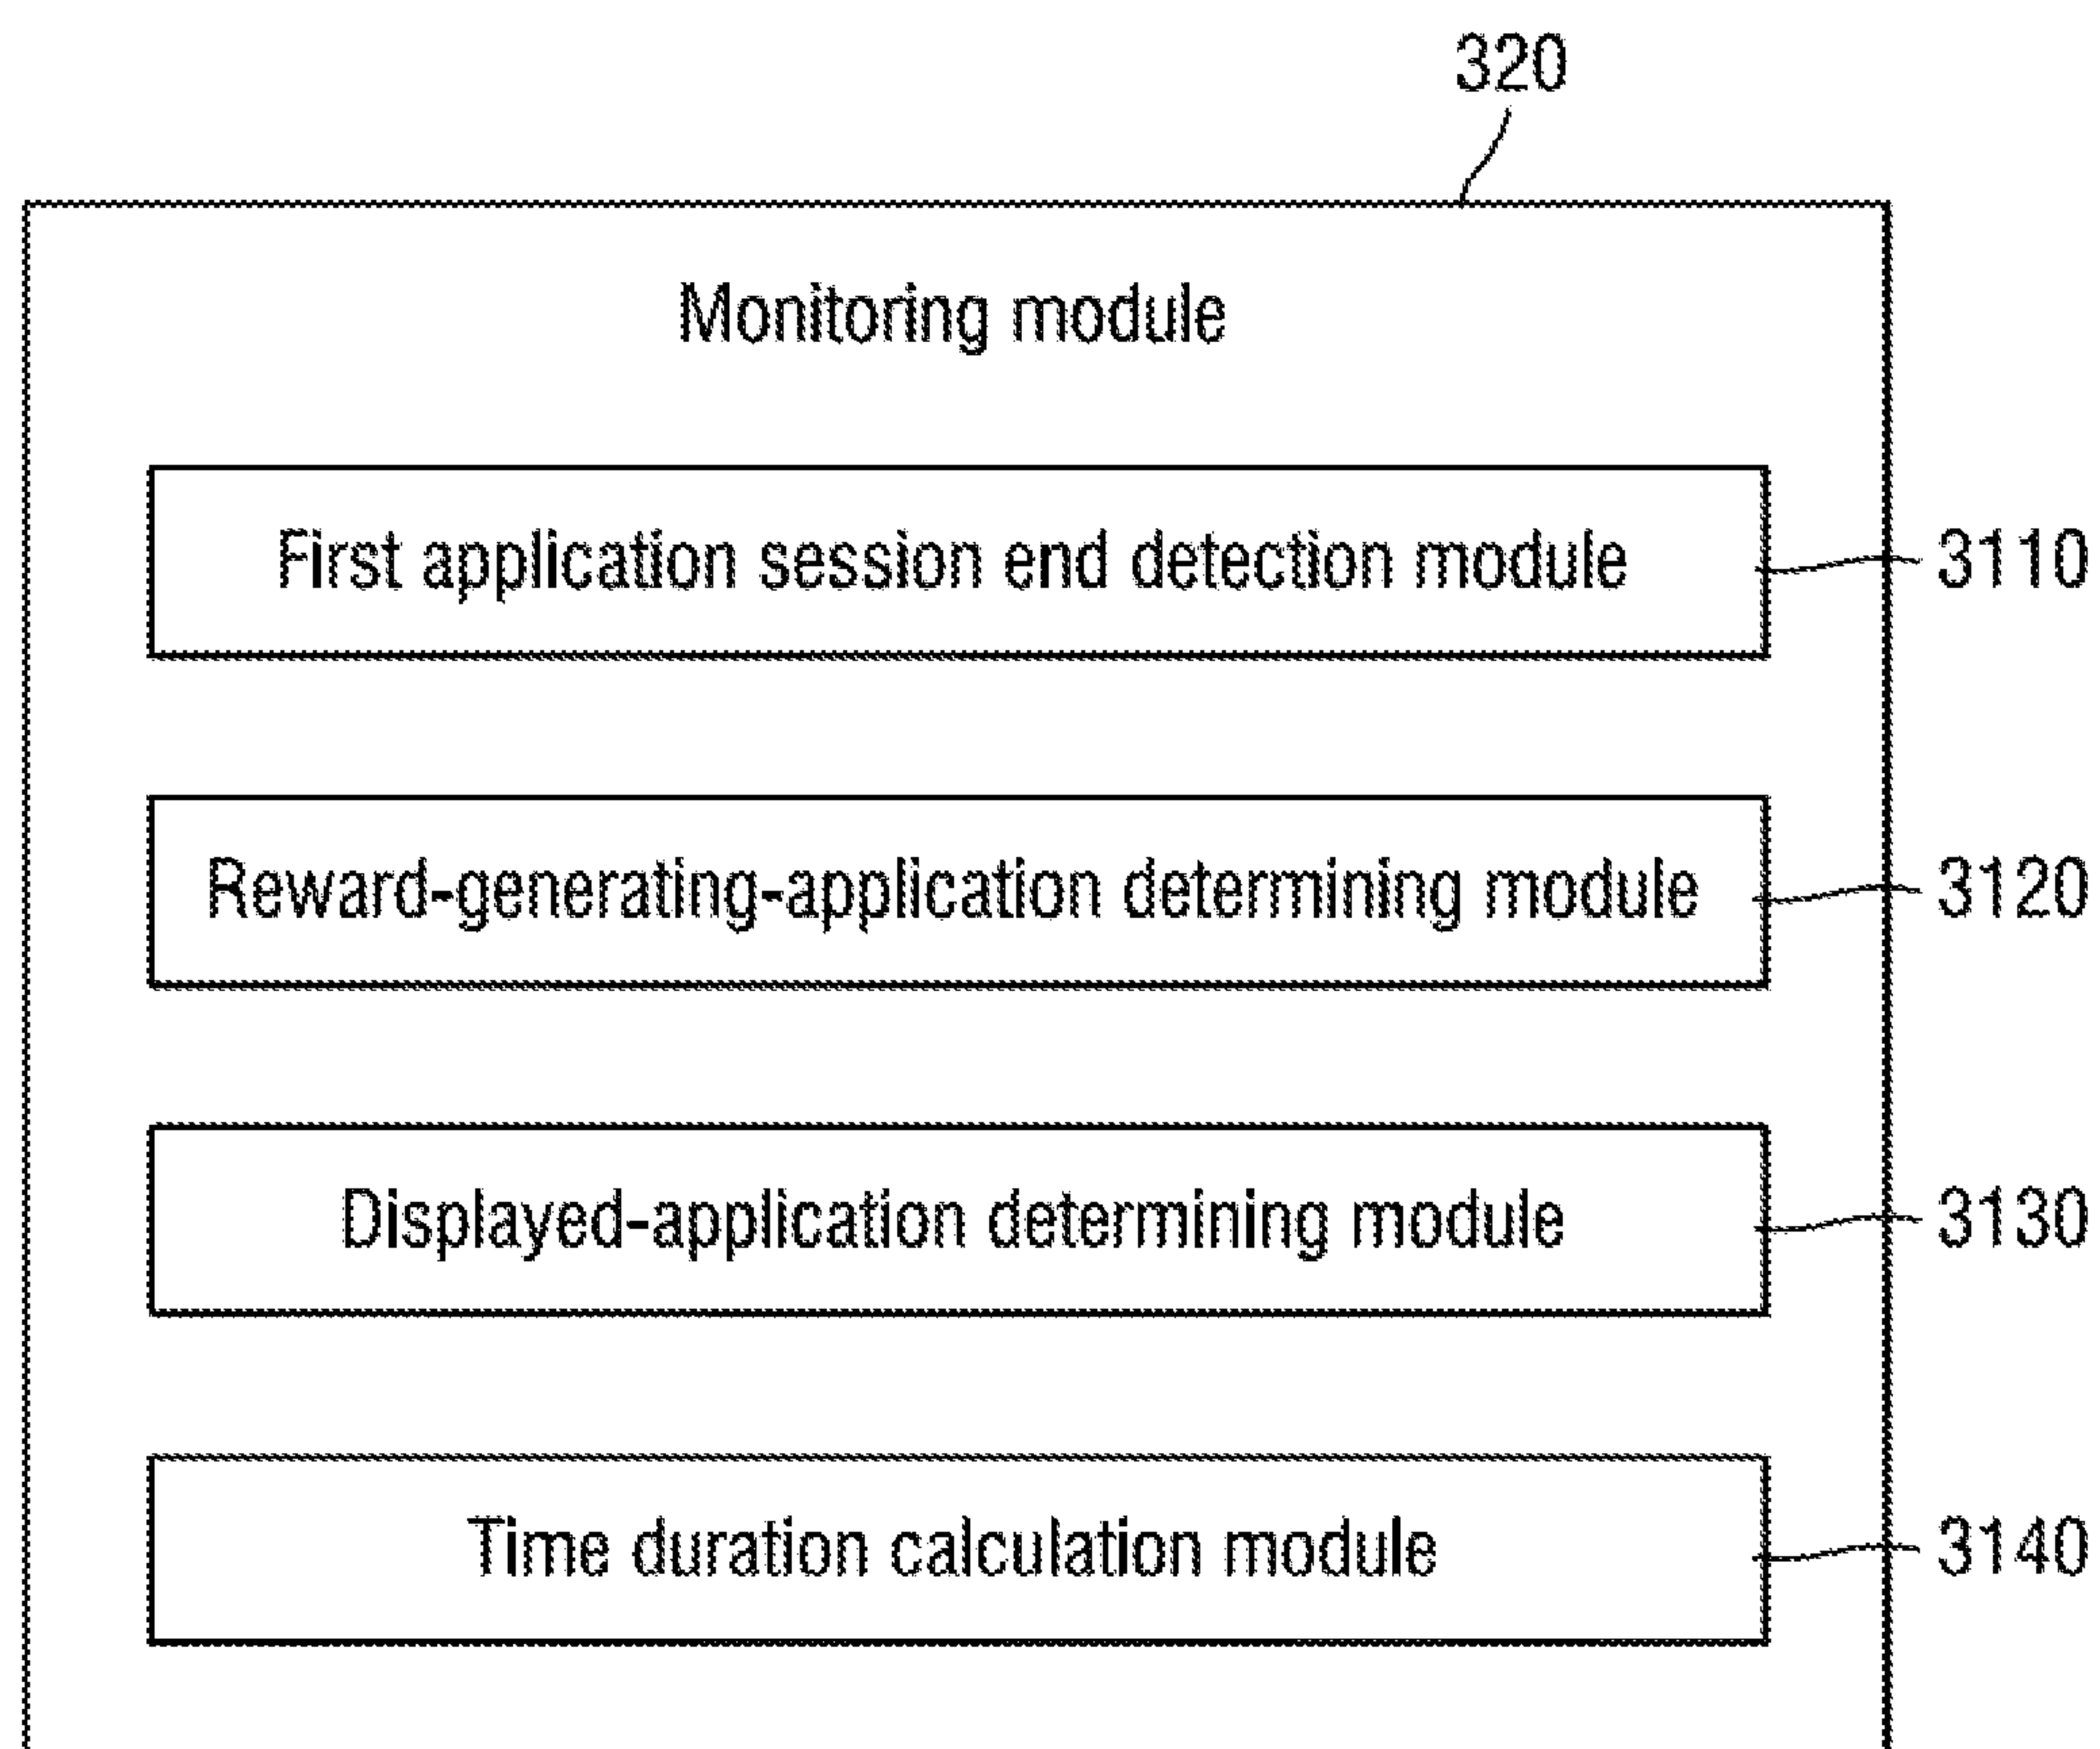 320
Monitoring module
First application session end detection module
3110
Reward-generating-application determining module
3120
Displayed-application determining module
3130
Time duration calculation module
3140